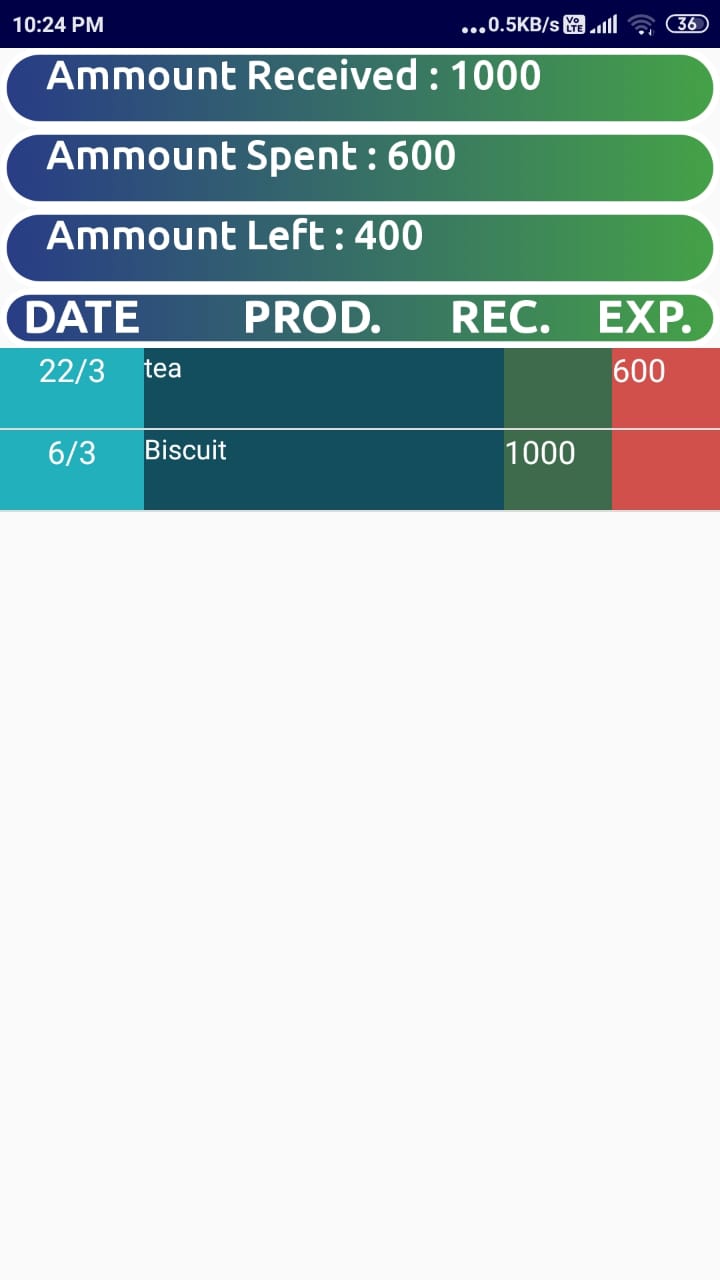 10:24 PM ...0.5KB/s Vo LTE 36
Ammount Received : 1000
Ammount Spent : 600
Ammount Left : 400
DATE PROD. REC. EXP.
22/3 tea 600
6/3 Biscuit 1000